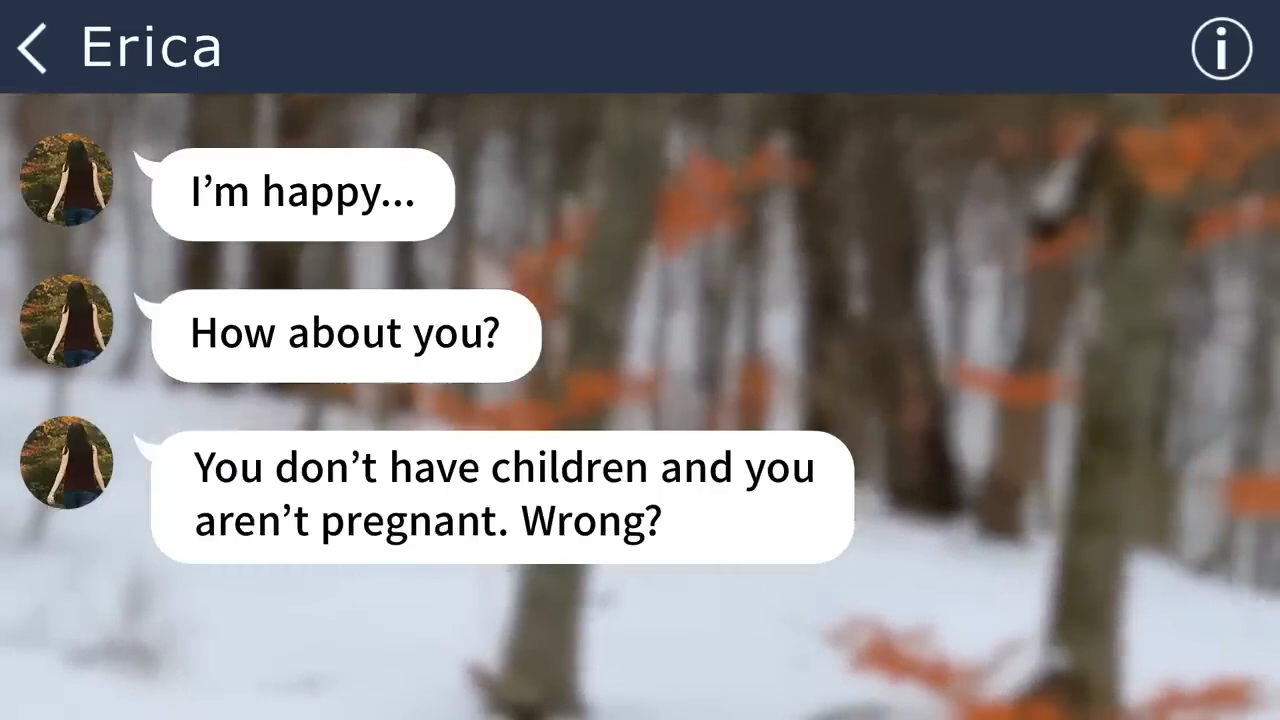 Erica
I’m happy...
How about you?
You don’t have children and you
aren’t pregnant. Wrong?